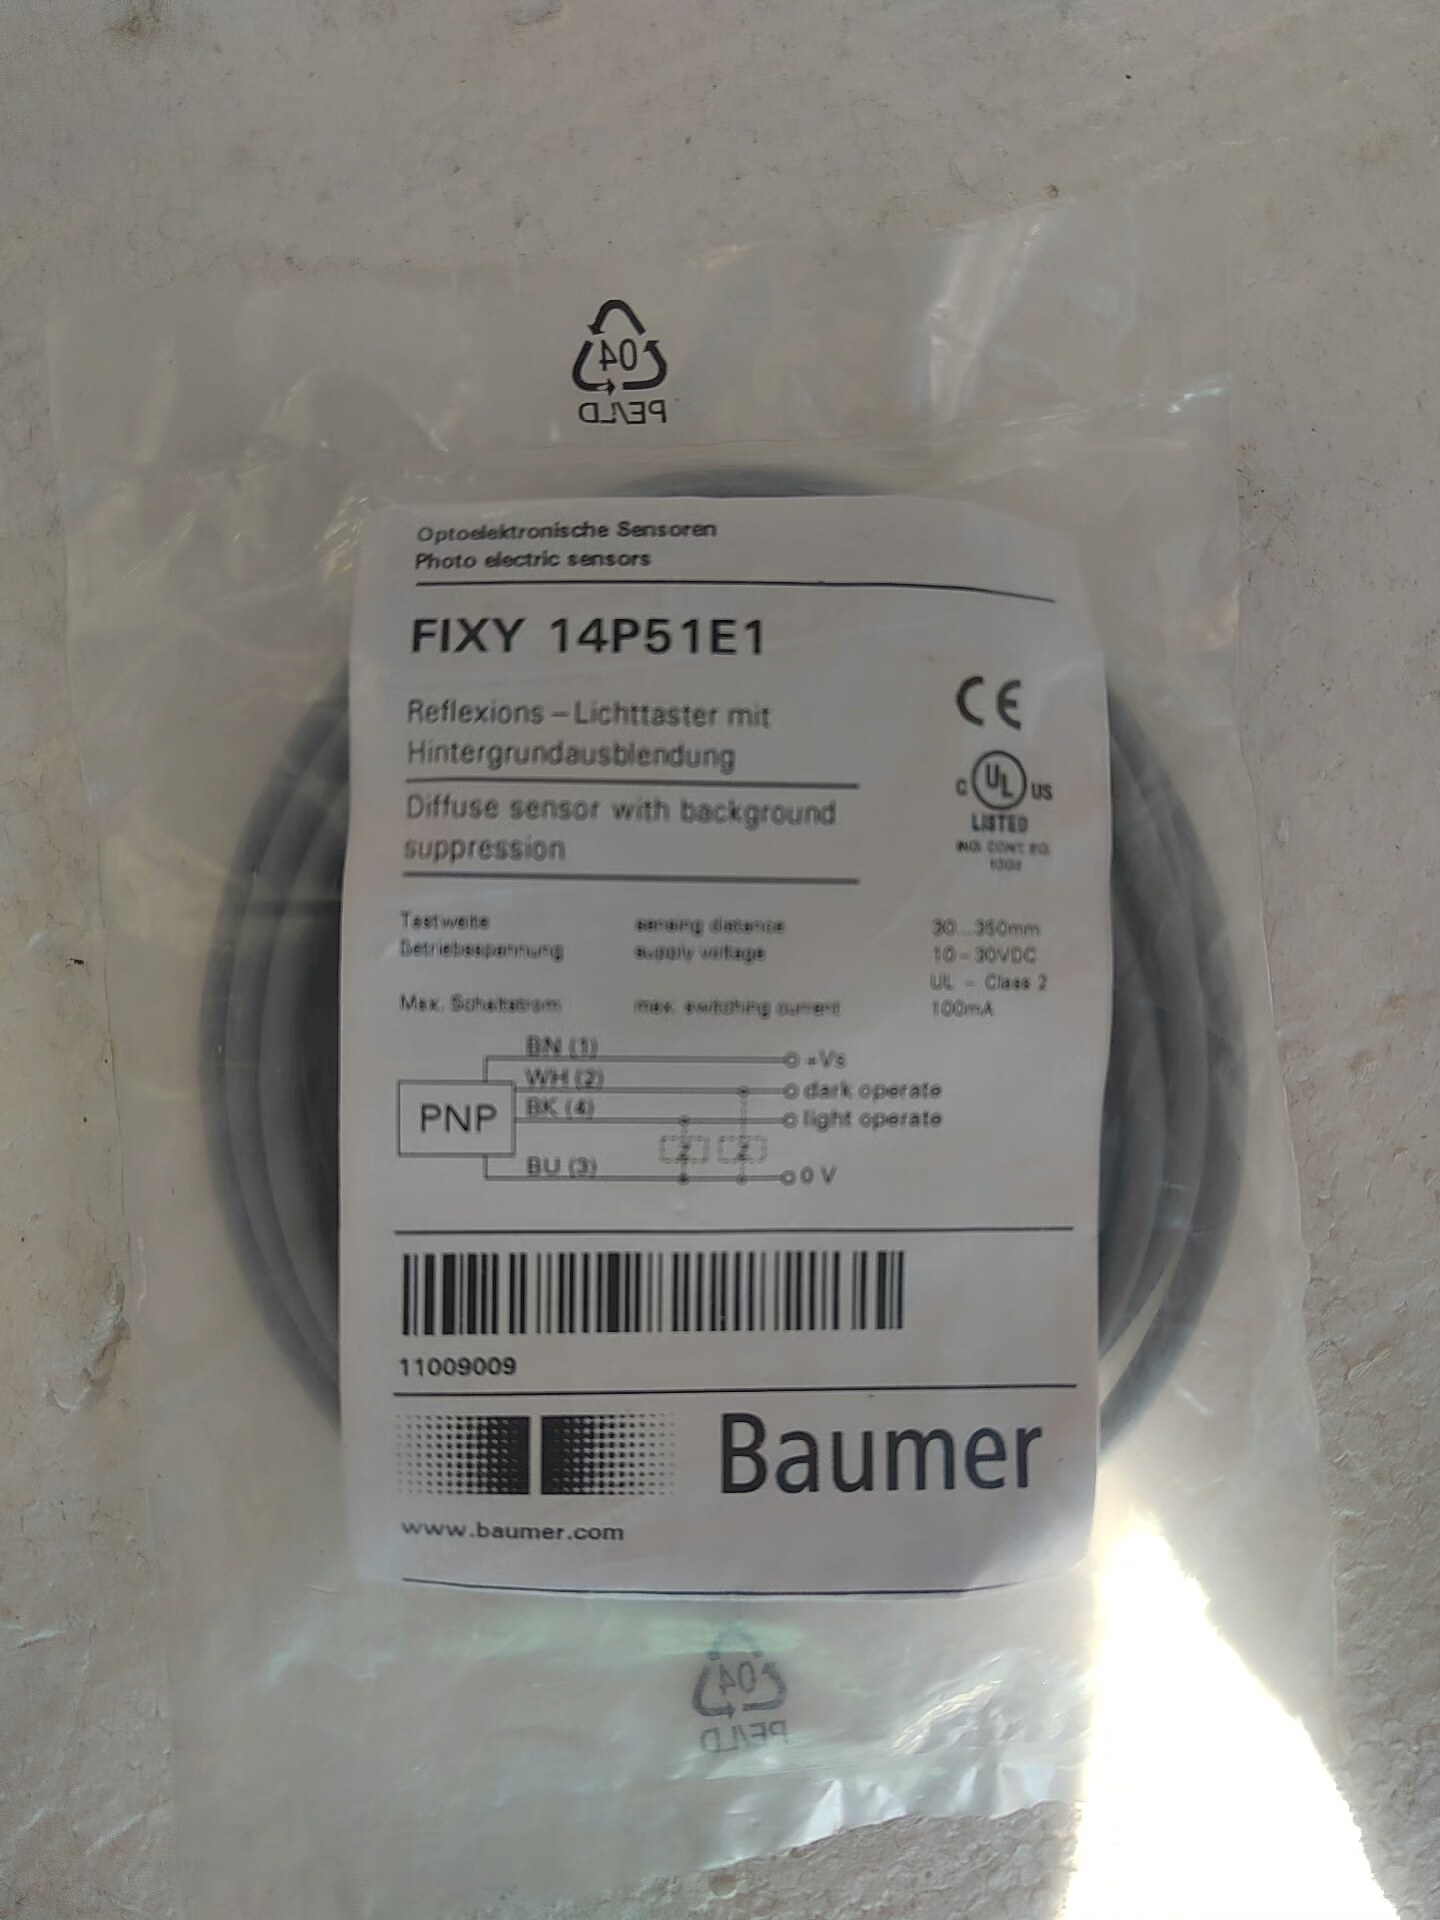 04
PE/LD
Optoelektronische Sensoren
Photo electric sensors
FIXY 14P51E1
CE
Reflexions – Lichttaster mit
Hintergrundausblendung
C UL US
LISTED
Diffuse sensor with background
suppression
Tastweite sensing distance 30...350mm
Betriebsspannung supply voltage 10 - 30VDC
UL - Class 2
Max. Schaltstrom max. switching current 100mA
BN (1) +Vs
WH (2) dark operate
PNP BK (4) light operate
Z Z
BU (3) 0 V
11009009
Baumer
www.baumer.com
04
PE/LD